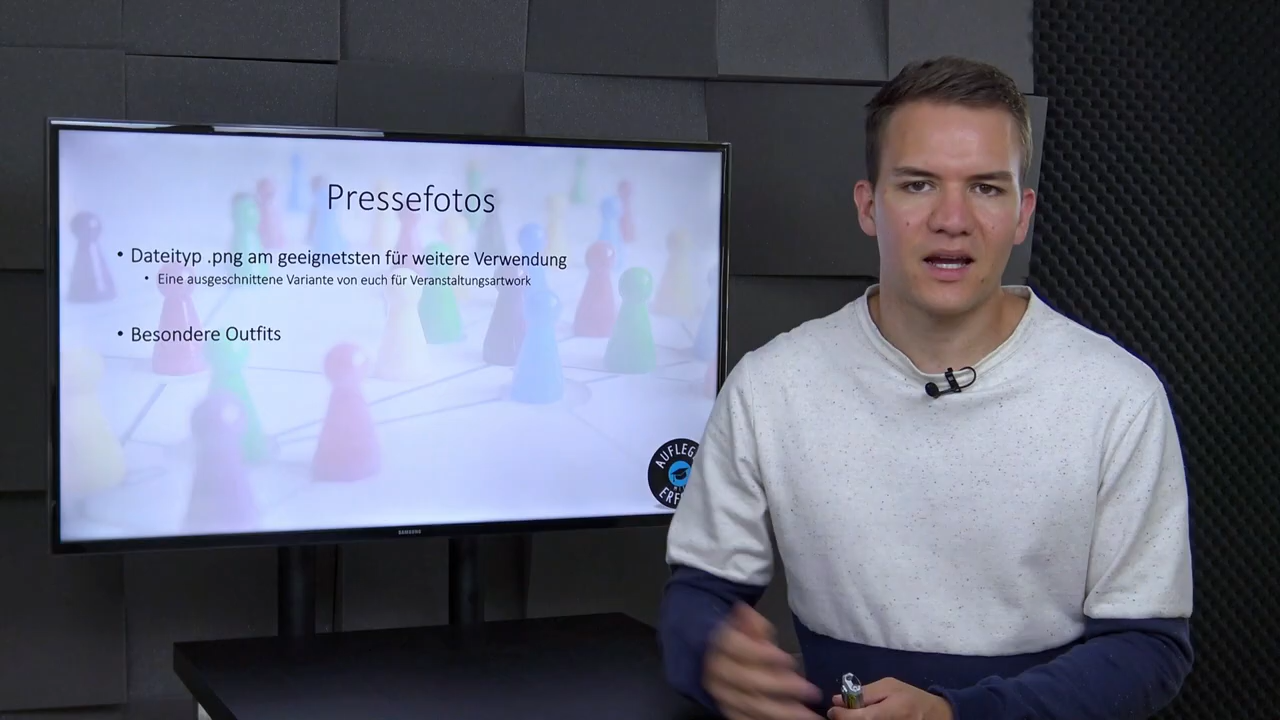 Pressefotos
• Dateityp .png am geeignetsten für weitere Verwendung
• Eine ausgeschnittene Variante von euch für Veranstaltungsartwork
• Besondere Outfits
SAMSUNG